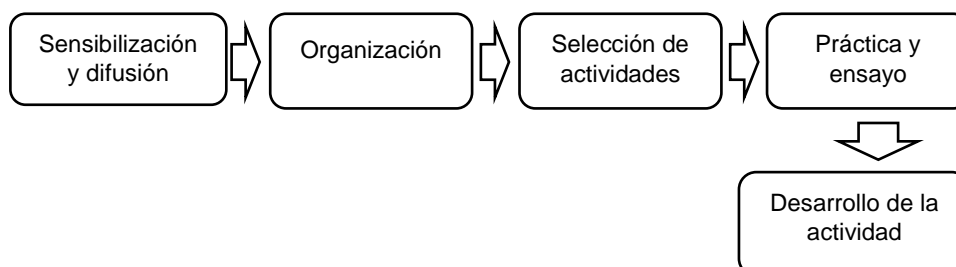 Sensibilización
y difusión
Organización
Selección de
actividades
Práctica y
ensayo
Desarrollo de la
actividad